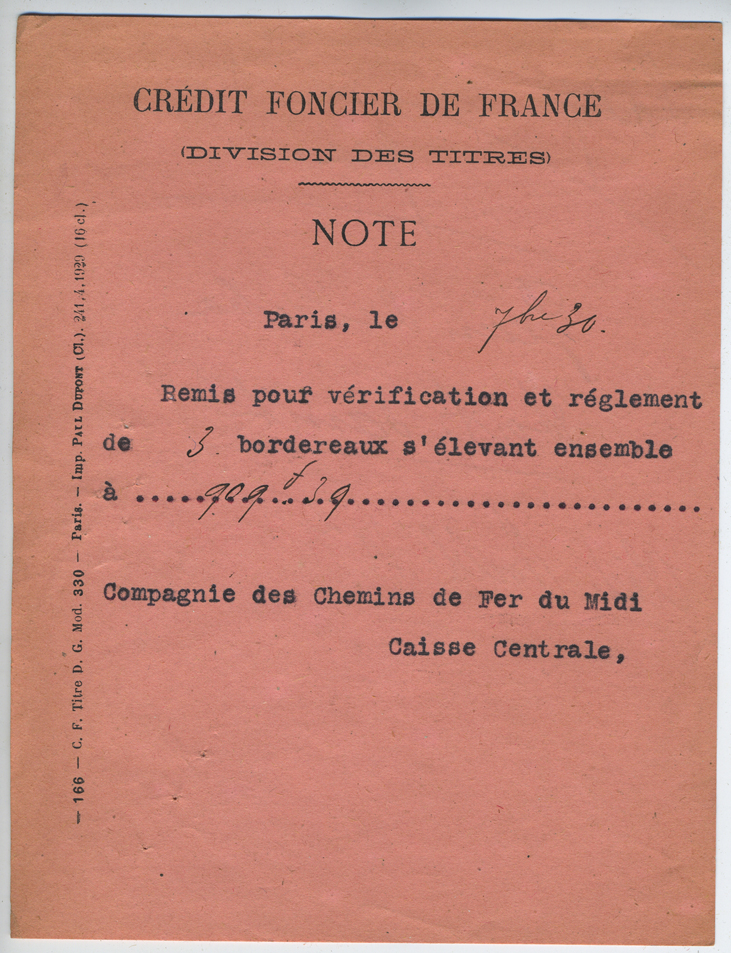 CRÉDIT FONCIER DE FRANCE
(DIVISION DES TITRES)
NOTE
Paris, le 7bre 30.
Remis pour vérification et réglement
de 3. bordereaux s'élevant ensemble
à ..... 909f39 ..............................
Compagnie des Chemins de Fer du Midi
Caisse Centrale,
— 166 — C. F. Titre D. G. Mod. 330 — Paris. — Imp. PAUL DUPONT (Cl.). 241.4.1929 (16 cl.)